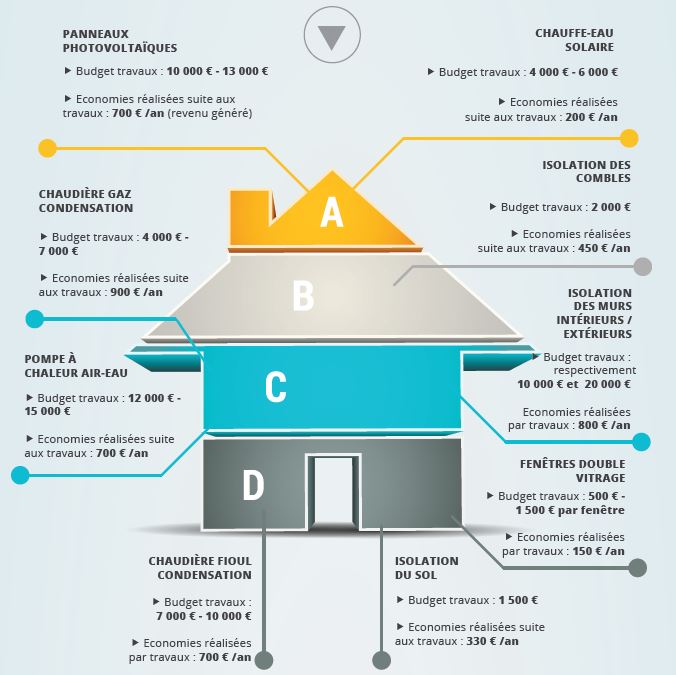 PANNEAUX
PHOTOVOLTAÏQUES
Budget travaux : 10 000 € - 13 000 €
Economies réalisées suite aux
travaux : 700 € /an (revenu généré)
CHAUFFE-EAU
SOLAIRE
Budget travaux : 4 000 € - 6 000 €
Economies réalisées
suite aux travaux : 200 € /an
CHAUDIÈRE GAZ
CONDENSATION
Budget travaux : 4 000 € -
7 000 €
Economies réalisées suite
aux travaux : 900 € /an
ISOLATION DES
COMBLES
Budget travaux : 2 000 €
Economies réalisées
suite aux travaux : 450 € /an
A
B
C
D
POMPE À
CHALEUR AIR-EAU
Budget travaux : 12 000 € -
15 000 €
Economies réalisées suite
aux travaux : 700 € /an
ISOLATION
DES MURS
INTÉRIEURS /
EXTÉRIEURS
Budget travaux :
respectivement
10 000 € et 20 000 €
Economies réalisées
par travaux : 800 € /an
FENÊTRES DOUBLE
VITRAGE
Budget travaux : 500 € -
1 500 € par fenêtre
Economies réalisées
par travaux : 150 € /an
CHAUDIÈRE FIOUL
CONDENSATION
Budget travaux :
7 000 € - 10 000 €
Economies réalisées
par travaux : 700 € /an
ISOLATION
DU SOL
Budget travaux : 1 500 €
Economies réalisées suite
aux travaux : 330 € /an